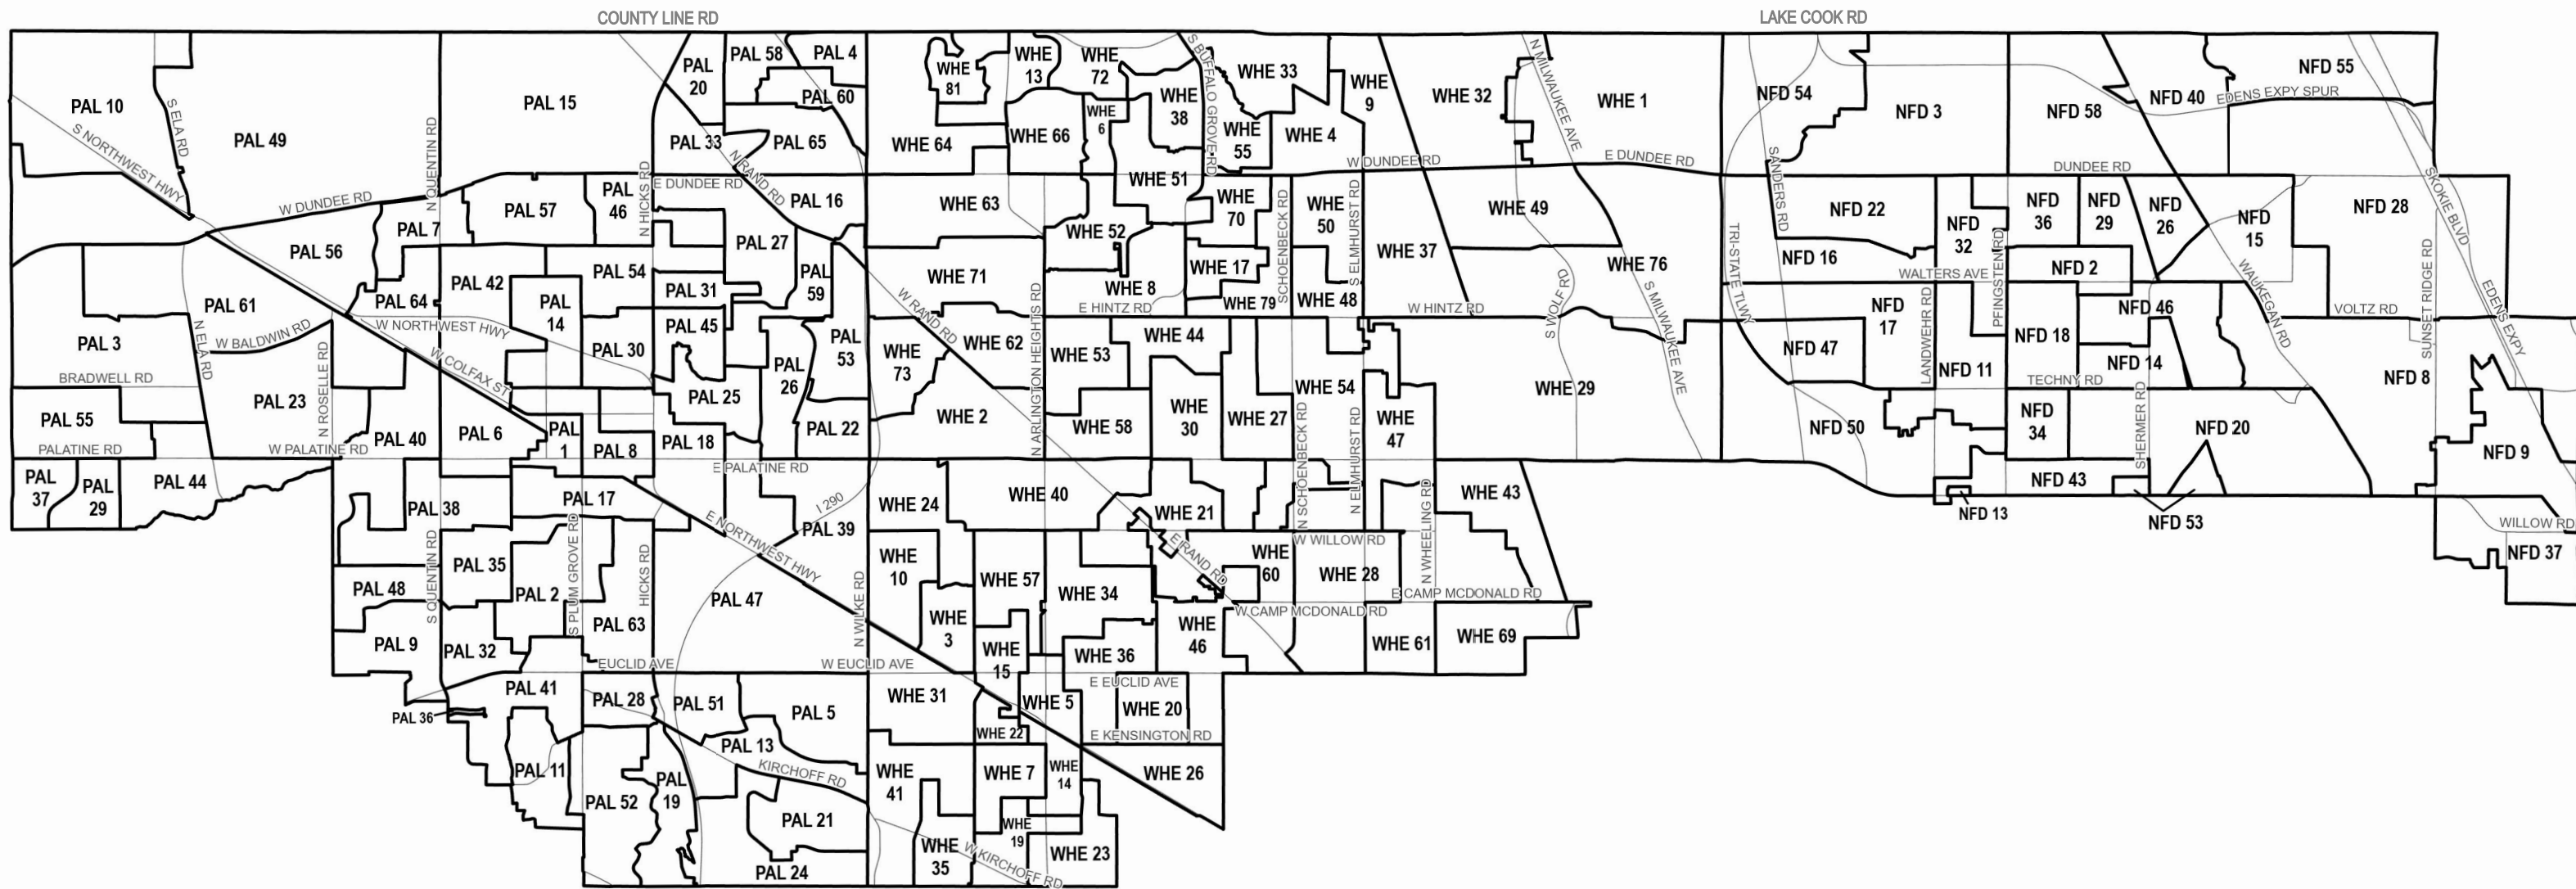 COUNTY LINE RD
LAKE COOK RD
PAL 10
S ELA RD
S NORTHWEST HWY
PAL 49
N QUENTIN RD
PAL 15
PAL
20
PAL 58
PAL 4
PAL 60
PAL 33
PAL 65
N RAND RD
N HICKS RD
E DUNDEE RD
W DUNDEE RD
PAL 7
PAL 57
PAL
46
PAL 16
PAL 56
PAL 27
PAL 42
PAL 54
PAL
59
PAL 61
PAL 64
PAL
14
PAL 31
W NORTHWEST HWY
W BALDWIN RD
N ELA RD
PAL 3
PAL 45
PAL
53
PAL 30
PAL
26
W COLFAX ST
N ROSELLE RD
BRADWELL RD
PAL 23
PAL 25
PAL 55
PAL 40
PAL 6
PAL
1
PAL 8
PAL 18
PAL 22
PALATINE RD
W PALATINE RD
E PALATINE RD
PAL
37
PAL
29
PAL 44
PAL 38
PAL 17
I 290
PAL 39
E NORTHWEST HWY
S QUENTIN RD
S PLUM GROVE RD
HICKS RD
PAL 35
PAL 48
PAL 2
PAL 47
N WILKE RD
PAL 63
PAL 9
PAL 32
EUCLID AVE
W EUCLID AVE
PAL 41
PAL 28
PAL 51
PAL 5
PAL 36
PAL 13
KIRCHOFF RD
PAL 11
PAL 52
PAL
19
PAL 21
PAL 24
WHE
81
WHE
13
WHE
72
S BUFFALO GROVE RD
WHE 33
WHE
9
WHE 32
N MILWAUKEE AVE
WHE 1
WHE
6
WHE
38
WHE 64
WHE 66
WHE
55
WHE 4
W DUNDEE RD
E DUNDEE RD
WHE 51
WHE 63
WHE
70
SCHOENBECK RD
WHE
50
S ELMHURST RD
WHE 49
WHE 52
WHE 37
WHE 71
WHE 17
WHE 76
WHE 8
WHE 79
WHE 48
E HINTZ RD
W HINTZ RD
S WOLF RD
S MILWAUKEE AVE
W RAND RD
N ARLINGTON HEIGHTS RD
WHE
73
WHE 62
WHE 53
WHE 44
WHE 54
WHE 29
WHE 2
WHE 58
WHE
30
WHE 27
WHE
47
N SCHOENBECK RD
N ELMHURST RD
N WHEELING RD
WHE 24
WHE 40
WHE 21
WHE 43
W WILLOW RD
E RAND RD
WHE
10
WHE 57
WHE 34
WHE
60
WHE 28
E CAMP MCDONALD RD
W CAMP MCDONALD RD
WHE
3
WHE
15
WHE 36
WHE
46
WHE 61
WHE 69
E EUCLID AVE
WHE 31
WHE 5
WHE 20
WHE 22
E KENSINGTON RD
WHE
41
WHE 7
WHE
14
WHE 26
WHE
19
WHE
35
W KIRCHOFF RD
WHE 23
NFD 54
NFD 3
NFD 58
NFD 40
NFD 55
EDENS EXPY SPUR
SANDERS RD
DUNDEE RD
SKOKIE BLVD
NFD 22
NFD
32
NFD
36
NFD
29
NFD
26
NFD
15
NFD 28
TRI-STATE TLWY
NFD 16
PFINGSTEN RD
WALTERS AVE
NFD 2
WAUKEGAN RD
SUNSET RIDGE RD
EDENS EXPY
NFD
17
LANDWEHR RD
NFD 46
VOLTZ RD
NFD 47
NFD 18
NFD 14
NFD 11
TECHNY RD
NFD 8
NFD 50
NFD
34
SHERMER RD
NFD 20
NFD 9
NFD 43
NFD 13
NFD 53
WILLOW RD
NFD 37